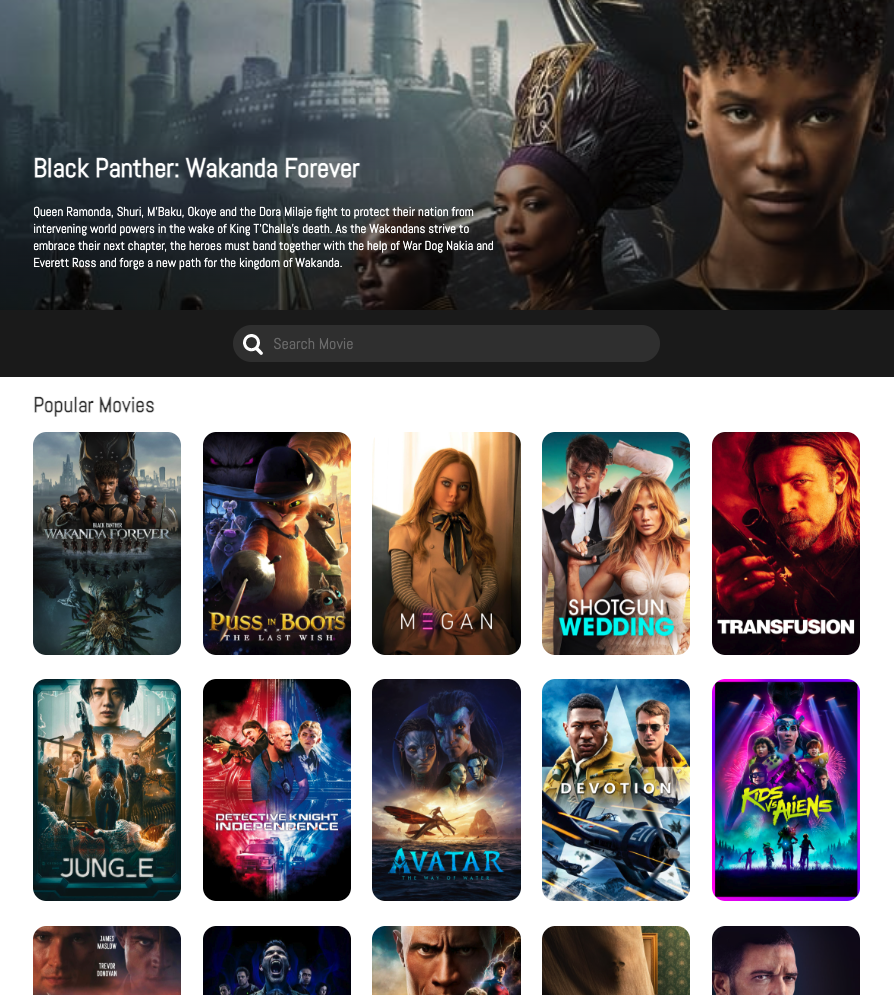 Black Panther: Wakanda Forever
Queen Ramonda, Shuri, M'Baku, Okoye and the Dora Milaje fight to protect their nation from
intervening world powers in the wake of King T'Challa's death. As the Wakandans strive to
embrace their next chapter, the heroes must band together with the help of War Dog Nakia and
Everett Ross and forge a new path for the kingdom of Wakanda.
Search Movie
Popular Movies
BLACK PANTHER
WAKANDA FOREVER
PUSS IN BOOTS
THE LAST WISH
M3GAN
SHOTGUN
WEDDING
TRANSFUSION
JUNG_E
DETECTIVE KNIGHT
INDEPENDENCE
AVATAR
THE WAY OF WATER
DEVOTION
KIDS
VS ALIENS
JAMES
MASLOW
TREVOR
DONOVAN